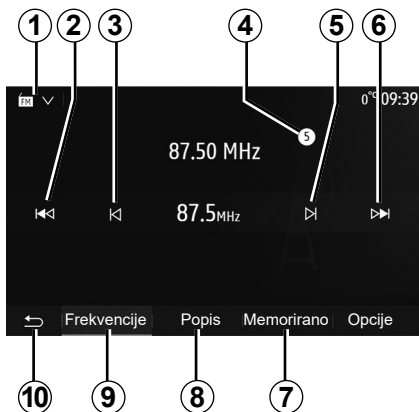 1 2 3 4 5 6
FM 0°C 09:39
5
87.50 MHz
87.5MHz
Frekvencije Popis Memorirano Opcije
10 9 8 7